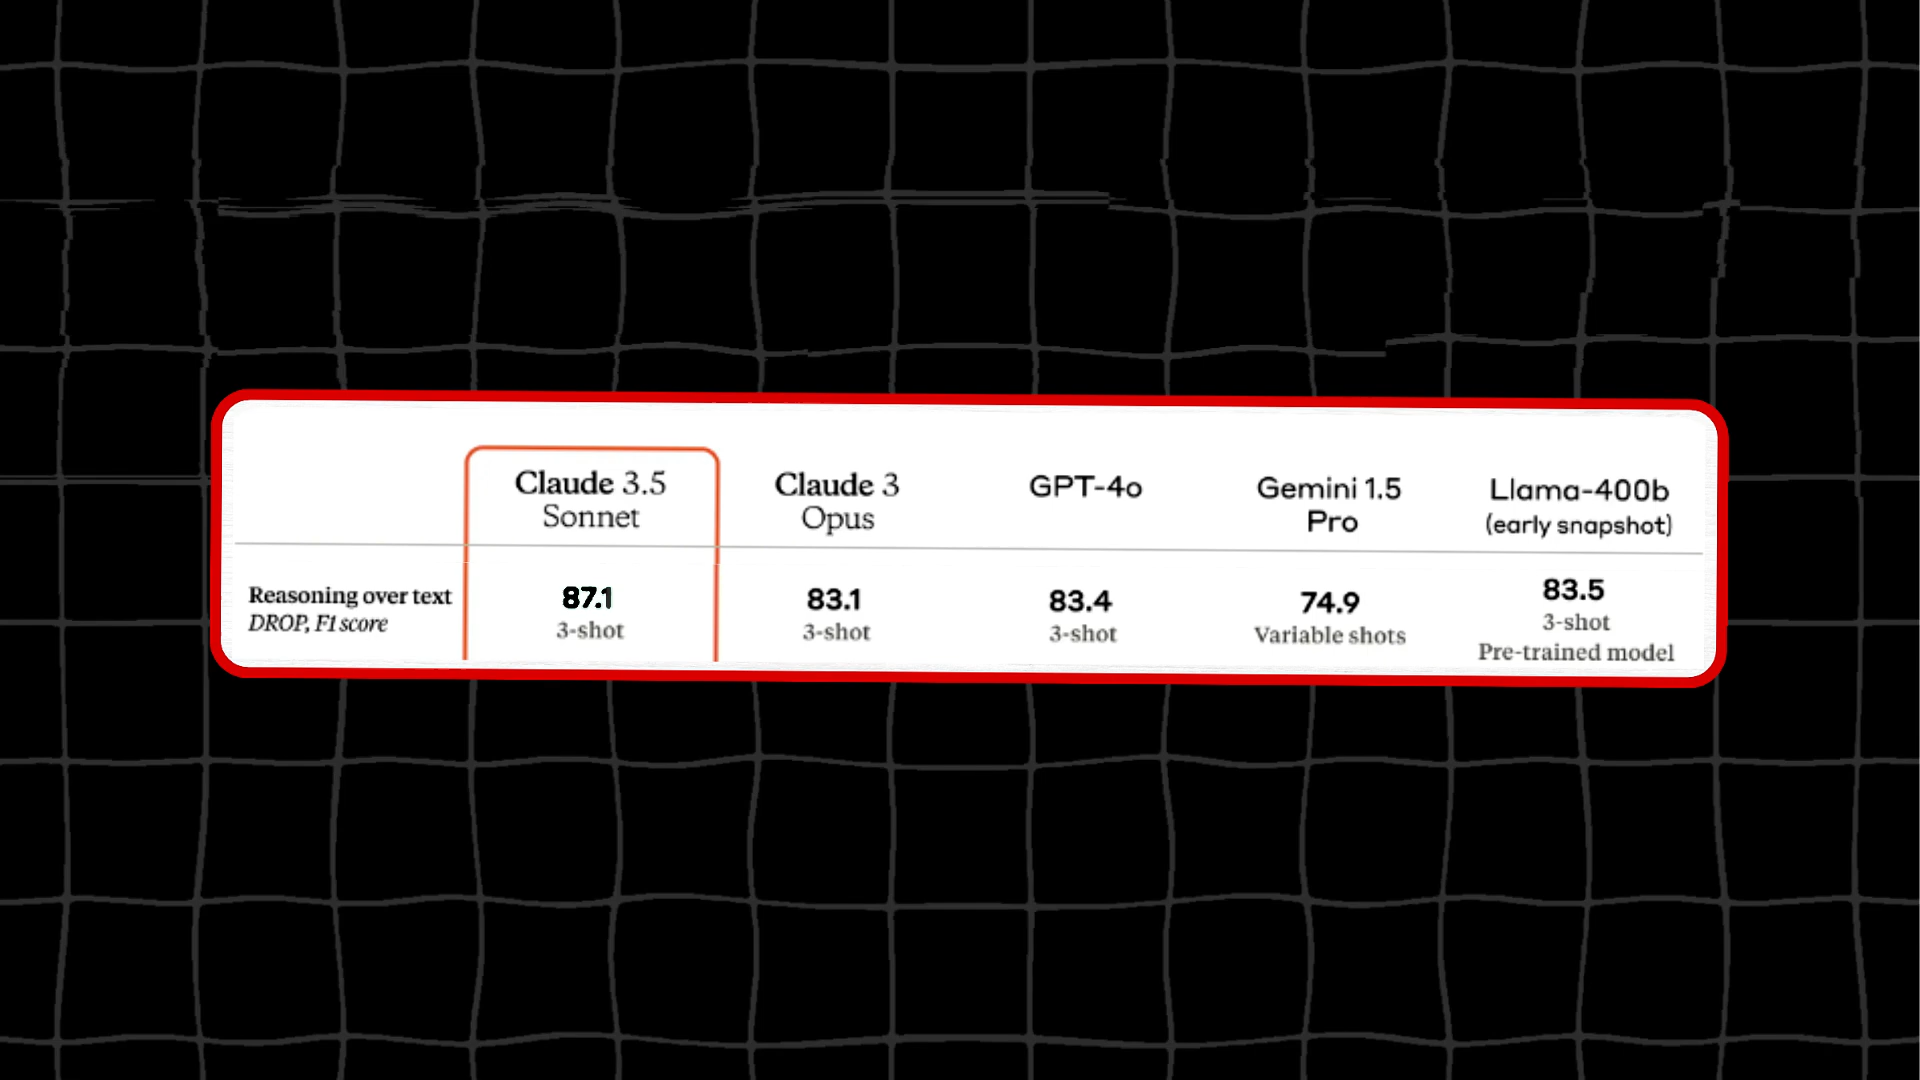 Claude 3.5
Sonnet
Claude 3
Opus
GPT-4o
Gemini 1.5
Pro
Llama-400b
(early snapshot)
Reasoning over text
DROP, F1 score
87.1
3-shot
83.1
3-shot
83.4
3-shot
74.9
Variable shots
83.5
3-shot
Pre-trained model